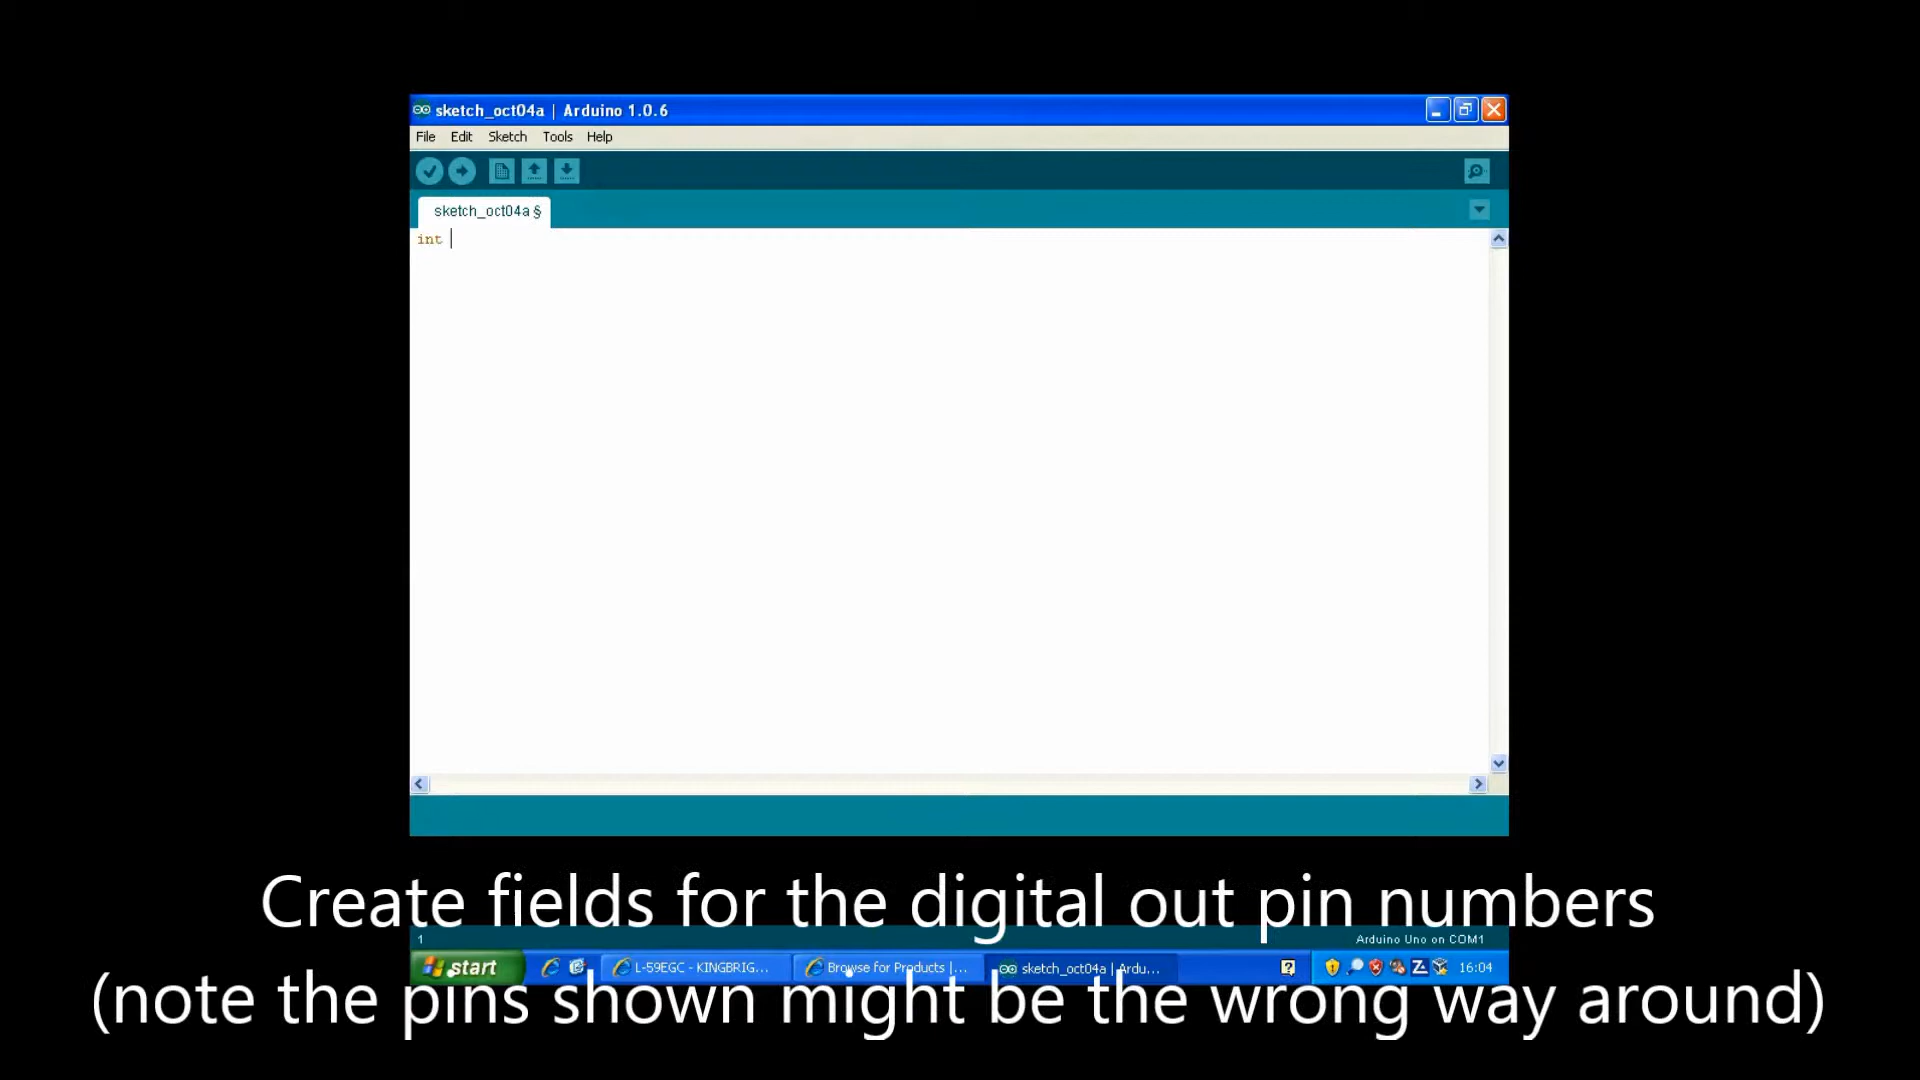 sketch_oct04a | Arduino 1.0.6
File Edit Sketch Tools Help
sketch_oct04a §
int
Create fields for the digital out pin numbers
1
Arduino Uno on COM1
start
L-59EGC - KINGBRIG...
Browse for Products |...
sketch_oct04a | Ardu...
16:04
(note the pins shown might be the wrong way around)